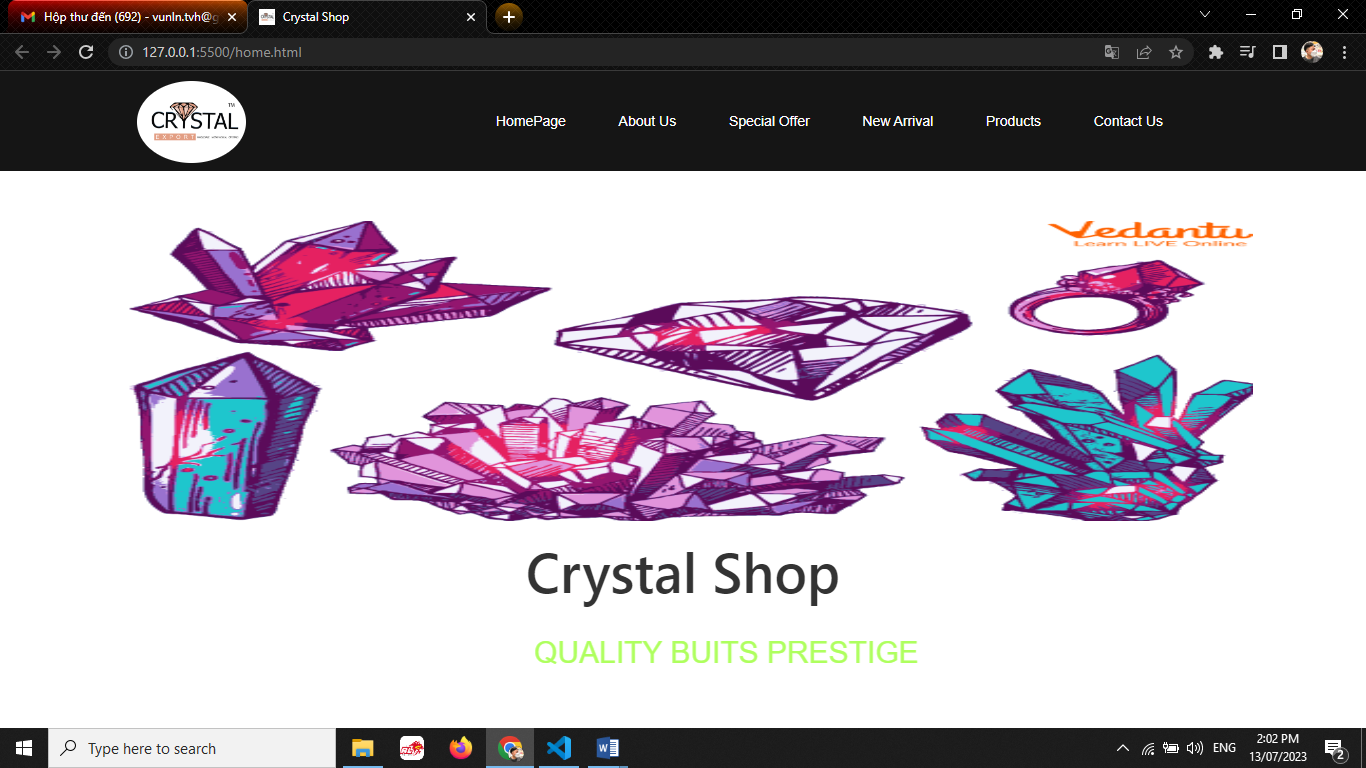 Hộp thư đến (692) - vunln.tvh@g
Crystal Shop
127.0.0.1:5500/home.html
CRYSTAL
TM
EXPORT
HomePage
About Us
Special Offer
New Arrival
Products
Contact Us
Vedantu
Learn LIVE Online
Crystal Shop
QUALITY BUITS PRESTIGE
Type here to search
ENG
2:02 PM
13/07/2023
2